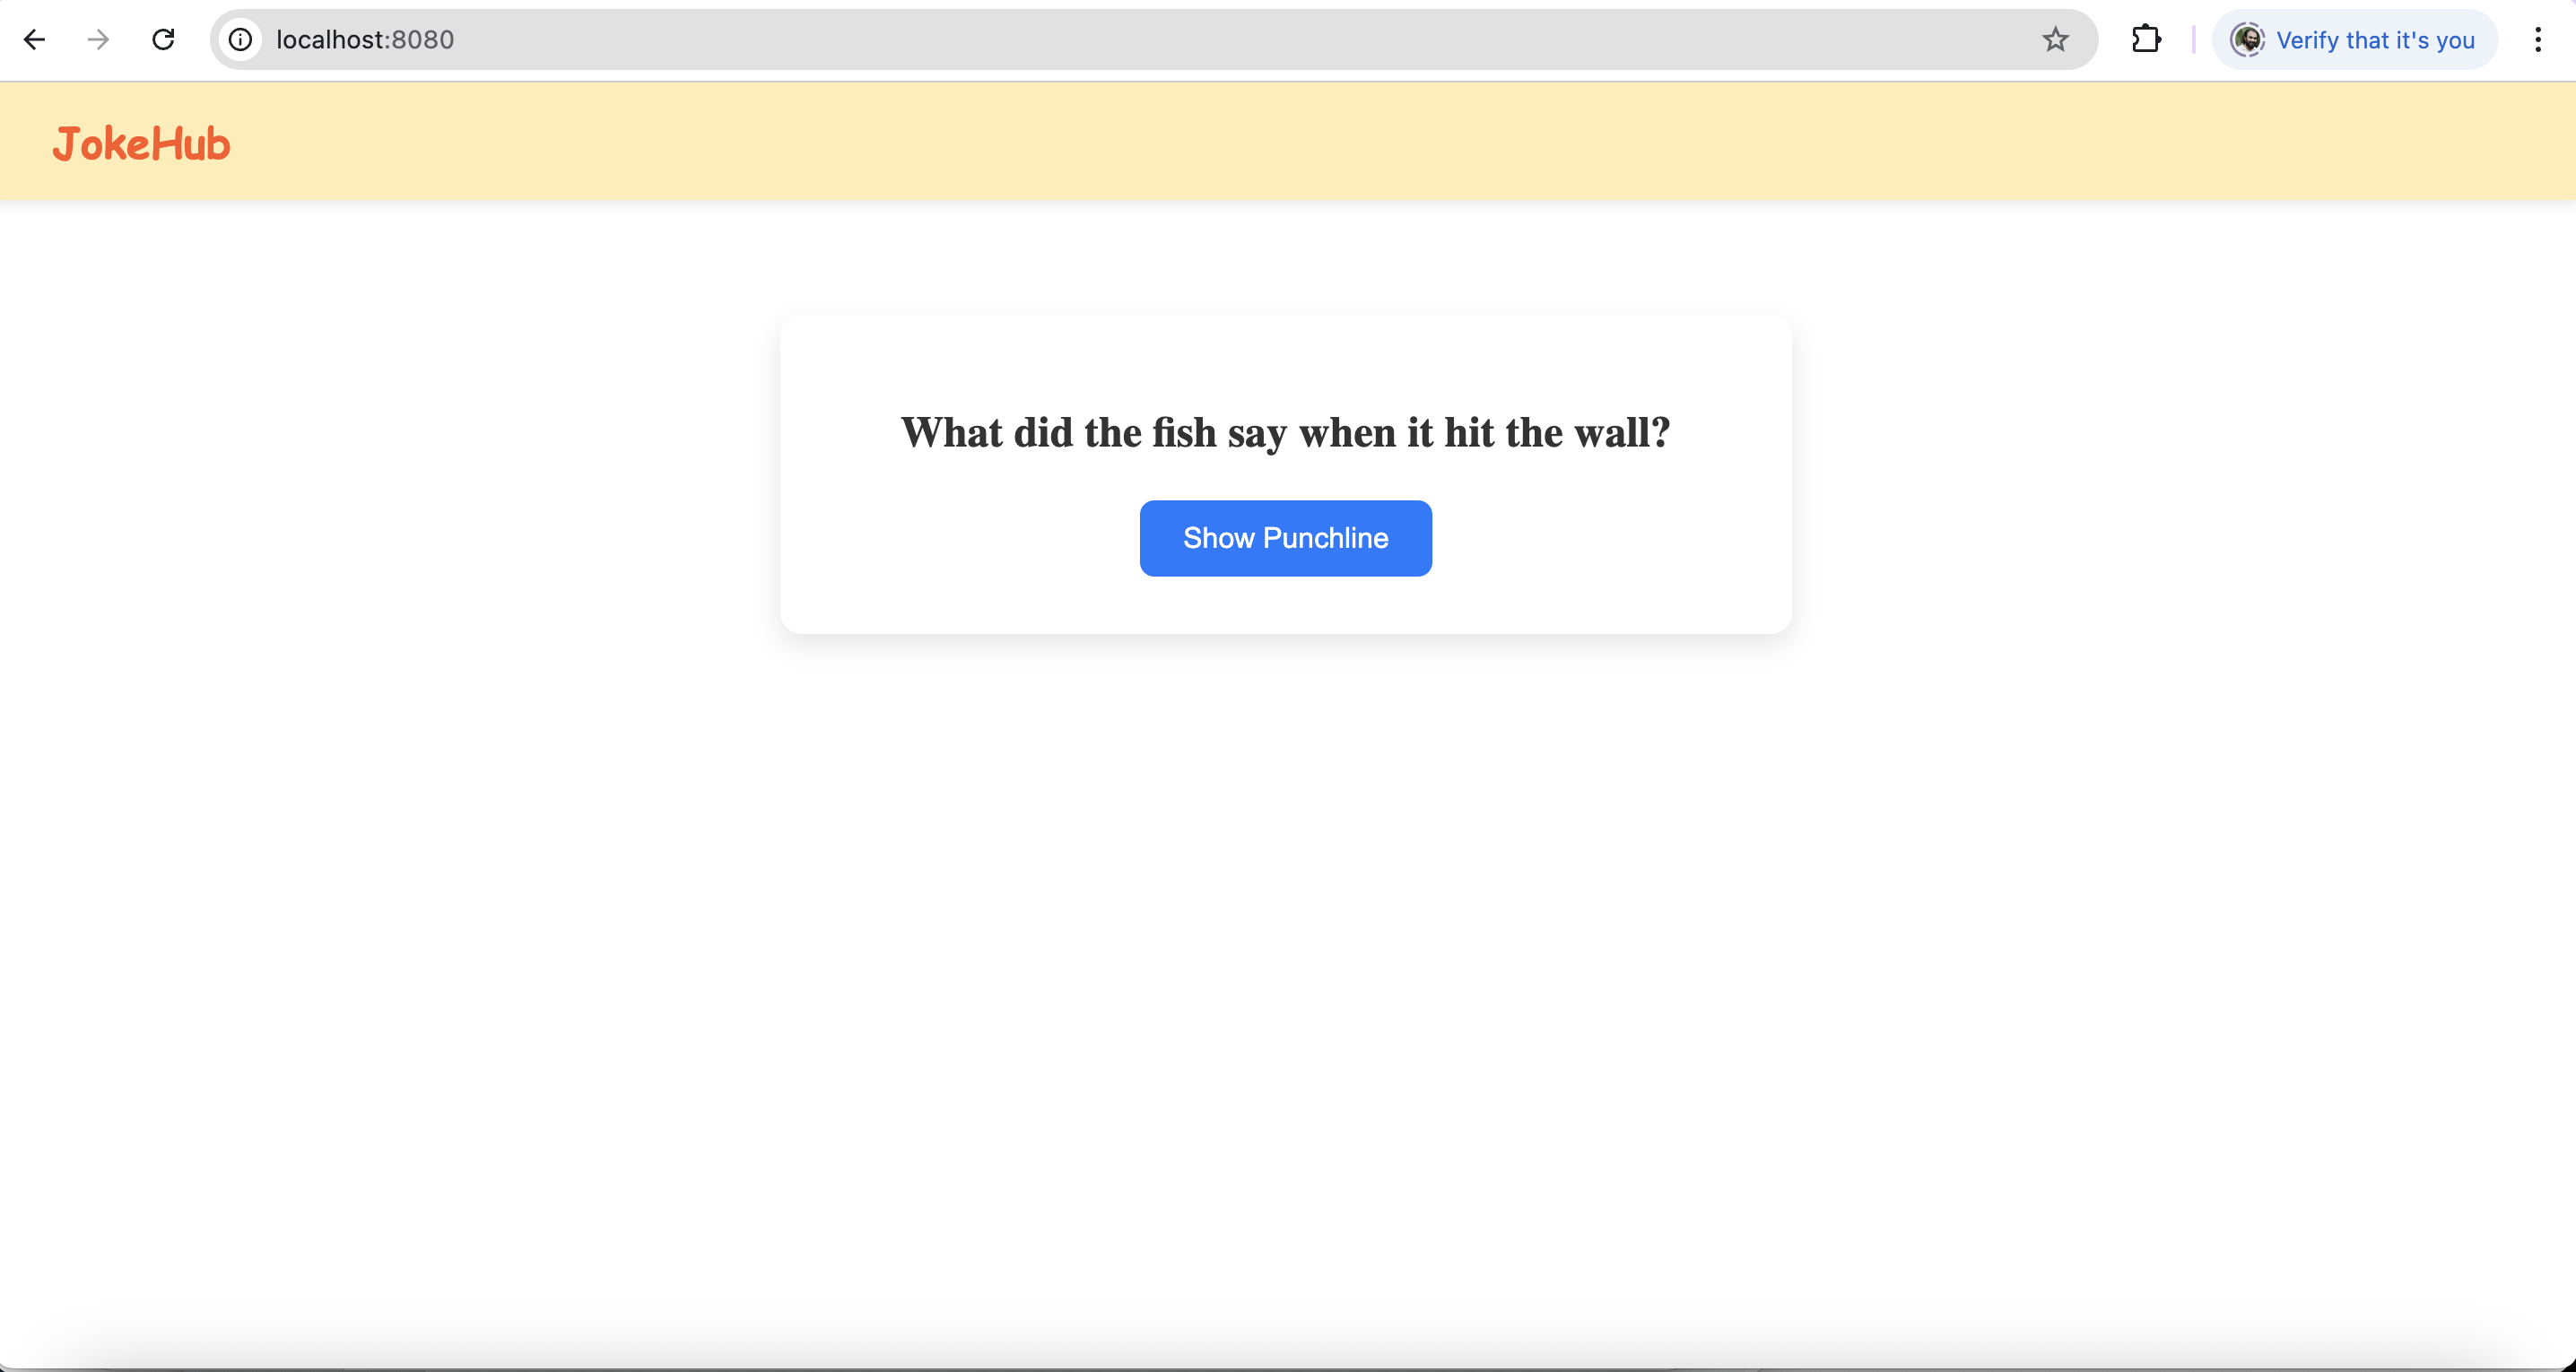 localhost:8080
Verify that it's you
JokeHub
What did the fish say when it hit the wall?
Show Punchline